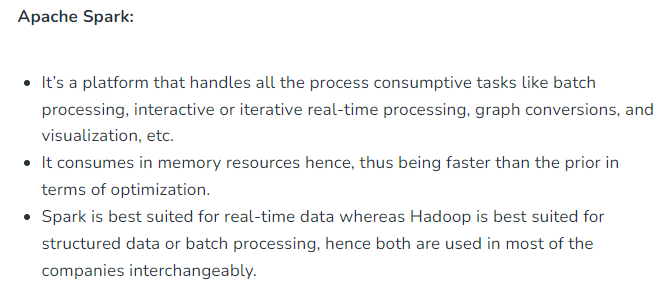 Apache Spark:
• It's a platform that handles all the process consumptive tasks like batch
processing, interactive or iterative real-time processing, graph conversions, and
visualization, etc.
• It consumes in memory resources hence, thus being faster than the prior in
terms of optimization.
• Spark is best suited for real-time data whereas Hadoop is best suited for
structured data or batch processing, hence both are used in most of the
companies interchangeably.